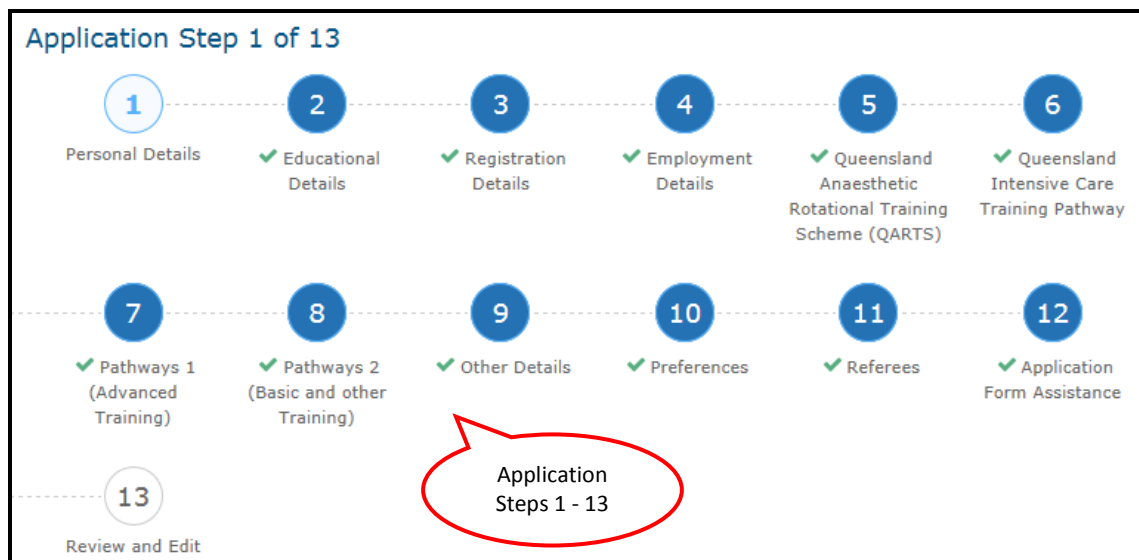 Application Step 1 of 13
1
2
3
4
5
6
Personal Details
Educational
Details
Registration
Details
Employment
Details
Queensland
Anaesthetic
Rotational Training
Scheme (QARTS)
Queensland
Intensive Care
Training Pathway
7
8
9
10
11
12
Pathways 1
(Advanced
Training)
Pathways 2
(Basic and other
Training)
Other Details
Preferences
Referees
Application
Form Assistance
Application
Steps 1 - 13
13
Review and Edit